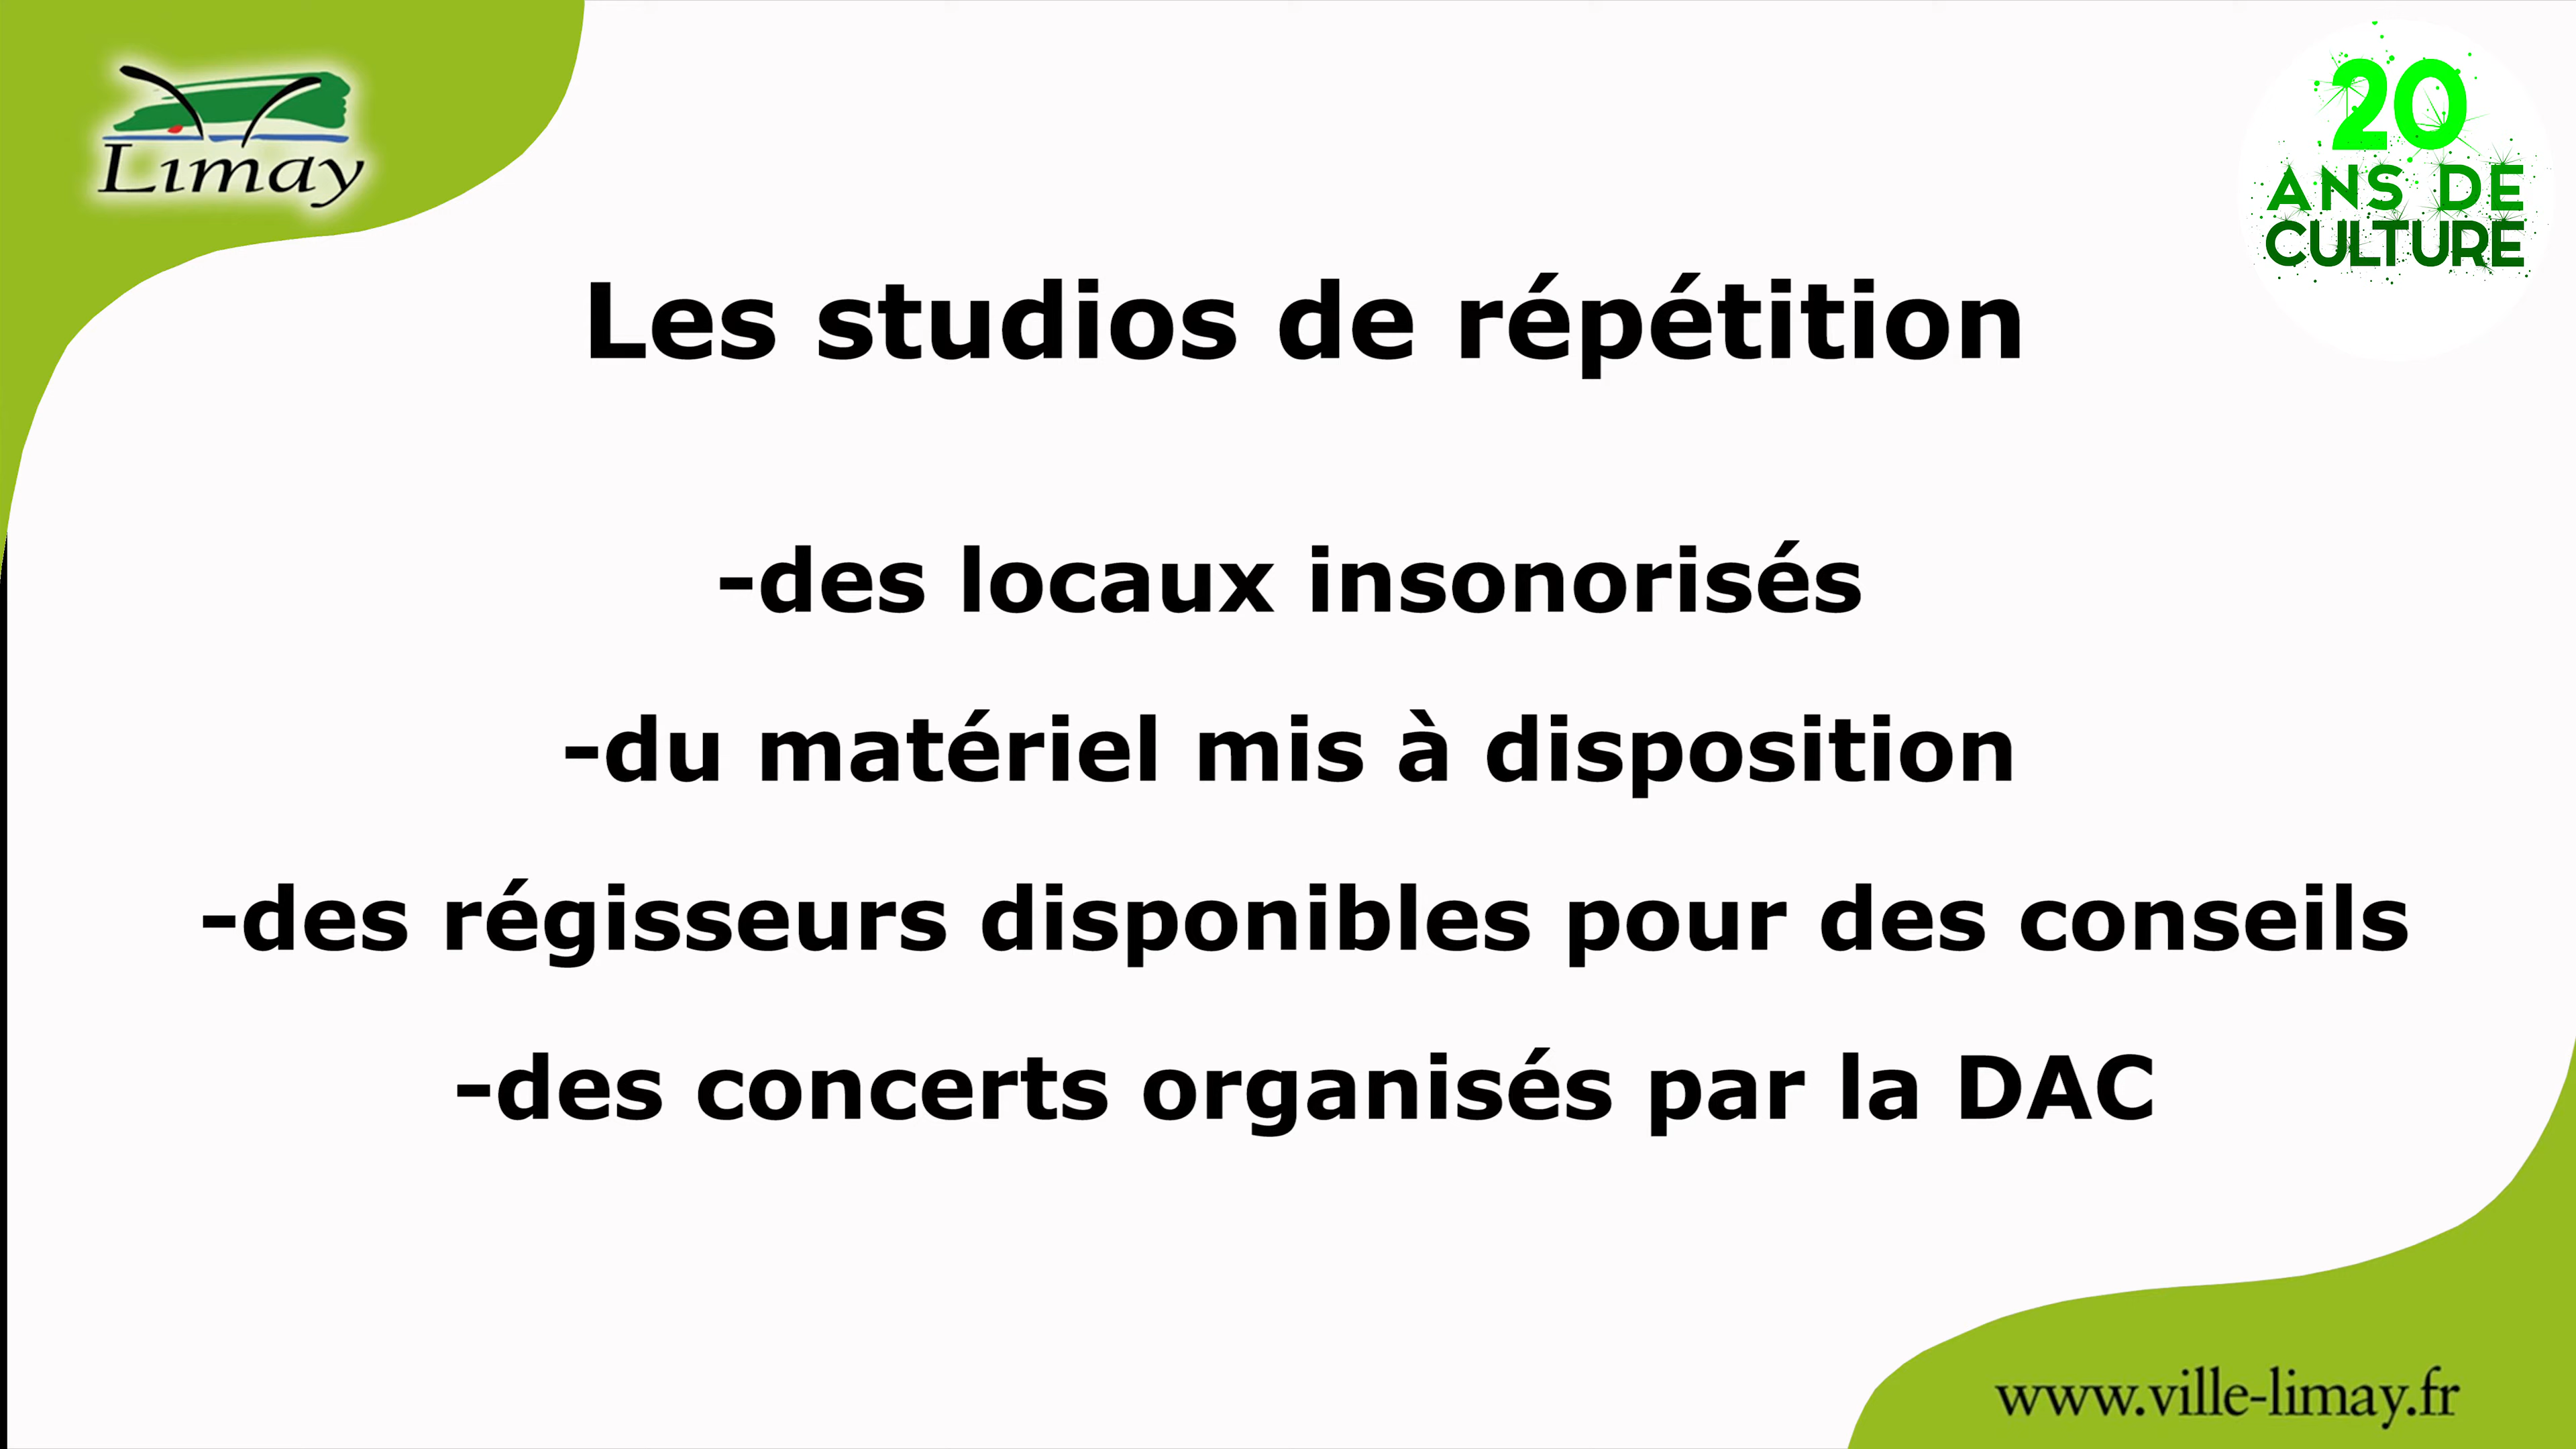 Limay
20
ANS DE
CULTURE
Les studios de répétition
-des locaux insonorisés
-du matériel mis à disposition
-des régisseurs disponibles pour des conseils
-des concerts organisés par la DAC
www.ville-limay.fr